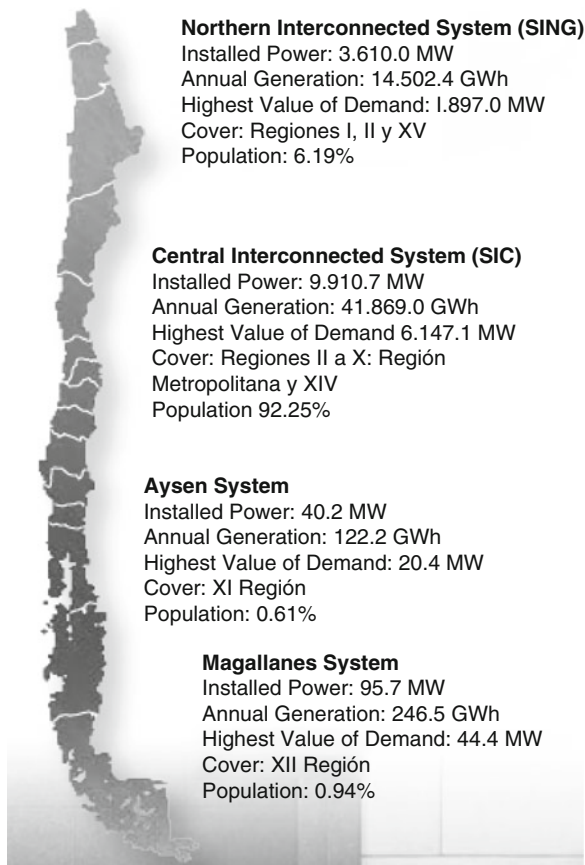 Northern Interconnected System (SING)
Installed Power: 3.610.0 MW
Annual Generation: 14.502.4 GWh
Highest Value of Demand: I.897.0 MW
Cover: Regiones I, II y XV
Population: 6.19%
Central Interconnected System (SIC)
Installed Power: 9.910.7 MW
Annual Generation: 41.869.0 GWh
Highest Value of Demand 6.147.1 MW
Cover: Regiones II a X: Región
Metropolitana y XIV
Population 92.25%
Aysen System
Installed Power: 40.2 MW
Annual Generation: 122.2 GWh
Highest Value of Demand: 20.4 MW
Cover: XI Región
Population: 0.61%
Magallanes System
Installed Power: 95.7 MW
Annual Generation: 246.5 GWh
Highest Value of Demand: 44.4 MW
Cover: XII Región
Population: 0.94%